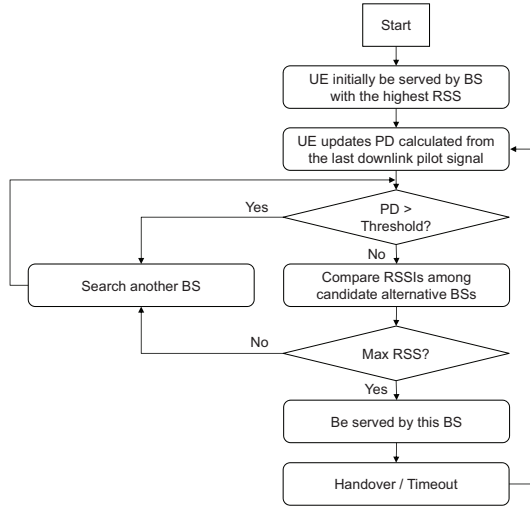 Start
UE initially be served by BS
with the highest RSS
UE updates PD calculated from
the last downlink pilot signal
Yes
PD >
Threshold?
No
Search another BS
Compare RSSIs among
candidate alternative BSs
No
Max RSS?
Yes
Be served by this BS
Handover / Timeout